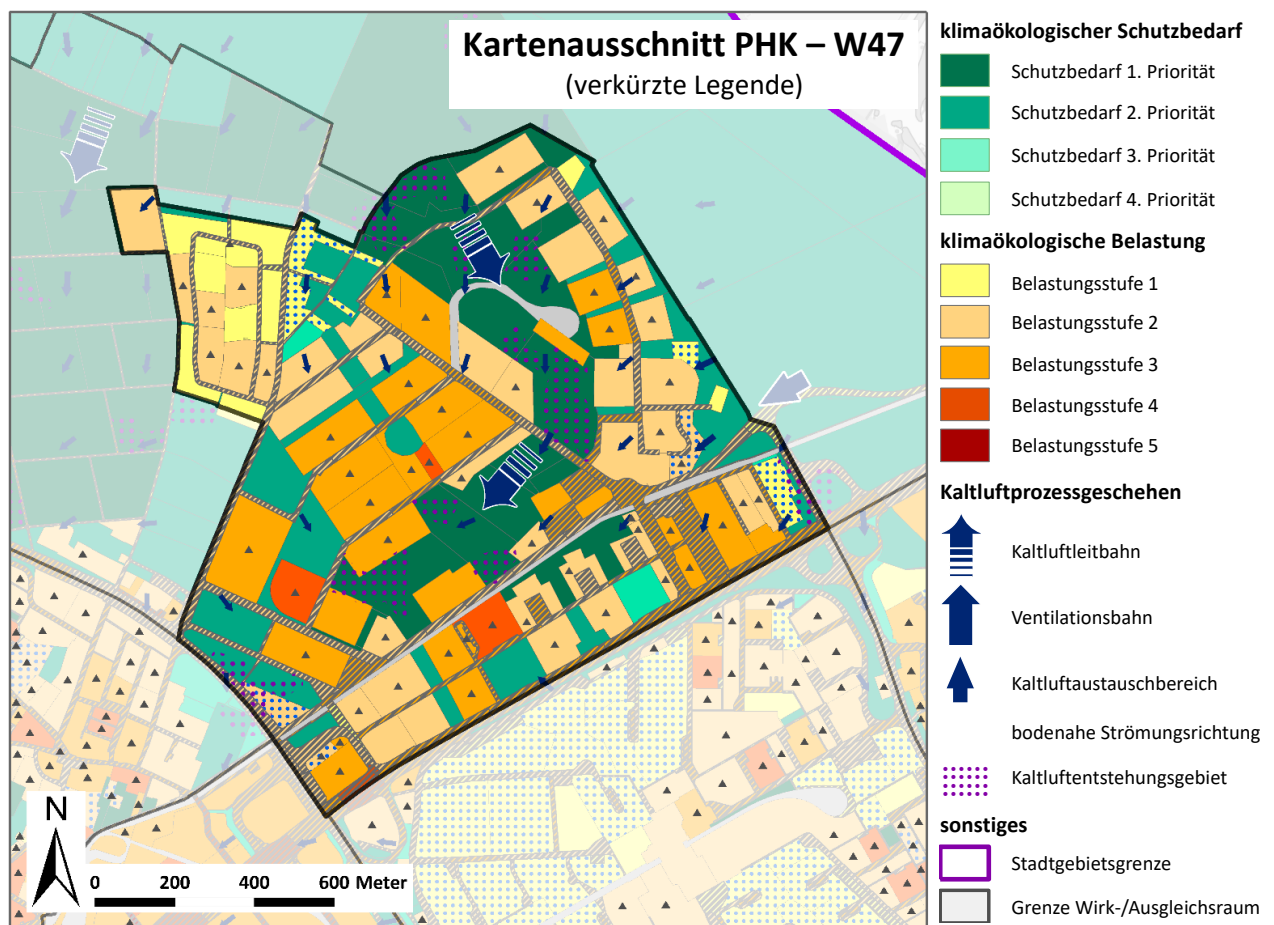 Kartenausschnitt PHK – W47
(verkürzte Legende)
N
0 200 400 600 Meter
klimaökologischer Schutzbedarf
Schutzbedarf 1. Priorität
Schutzbedarf 2. Priorität
Schutzbedarf 3. Priorität
Schutzbedarf 4. Priorität
klimaökologische Belastung
Belastungsstufe 1
Belastungsstufe 2
Belastungsstufe 3
Belastungsstufe 4
Belastungsstufe 5
Kaltluftprozessgeschehen
Kaltluftleitbahn
Ventilationsbahn
Kaltluftaustauschbereich
bodenahe Strömungsrichtung
Kaltluftentstehungsgebiet
sonstiges
Stadtgebietsgrenze
Grenze Wirk-/Ausgleichsraum